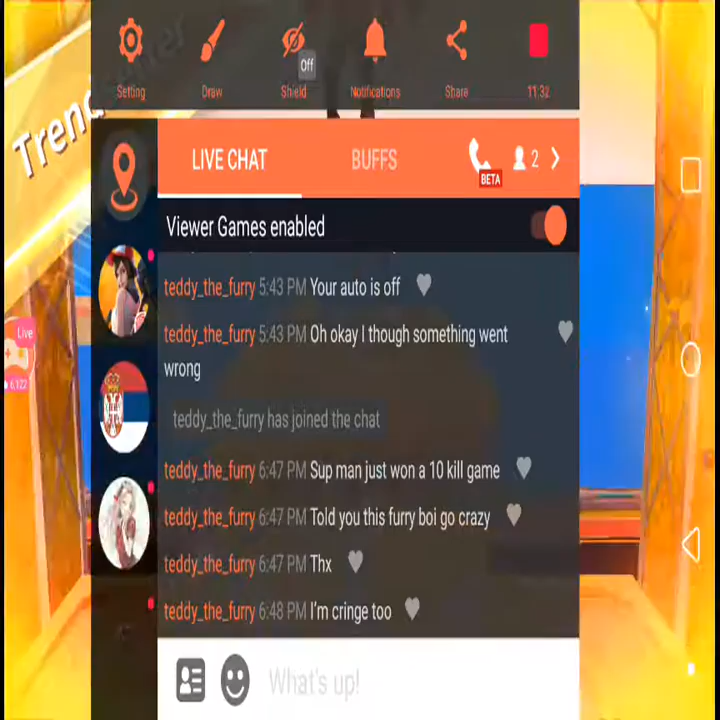 Trend
Setting
Draw
Off
Shield
Notifications
Share
11:32
LIVE CHAT
BUFFS
BETA
2
Viewer Games enabled
teddy_the_furry 5:43 PM Your auto is off
teddy_the_furry 5:43 PM Oh okay I though something went
wrong
teddy_the_furry has joined the chat
teddy_the_furry 6:47 PM Sup man just won a 10 kill game
teddy_the_furry 6:47 PM Told you this furry boi go crazy
teddy_the_furry 6:47 PM Thx
teddy_the_furry 6:48 PM I'm cringe too
What's up!
Live
6,122